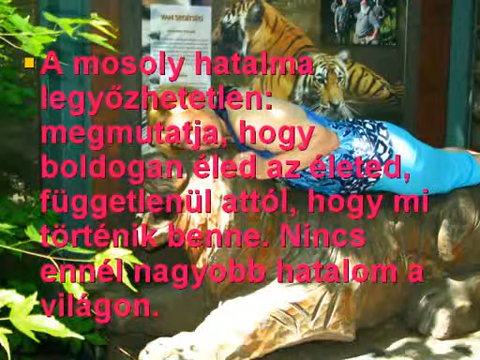 A mosoly hatalma
legyőzhetetlen:
megmutatja, hogy
boldogan éled az életed,
függetlenül attól, hogy mi
történik benne. Nincs
ennél nagyobb hatalom a
világon.